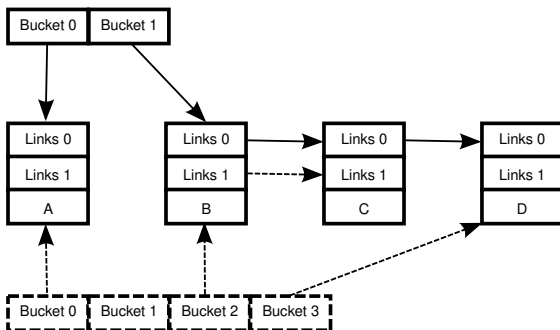 Bucket 0 Bucket 1
Links 0 Links 0 Links 0 Links 0
Links 1 Links 1 Links 1 Links 1
A B C D
Bucket 0 Bucket 1 Bucket 2 Bucket 3